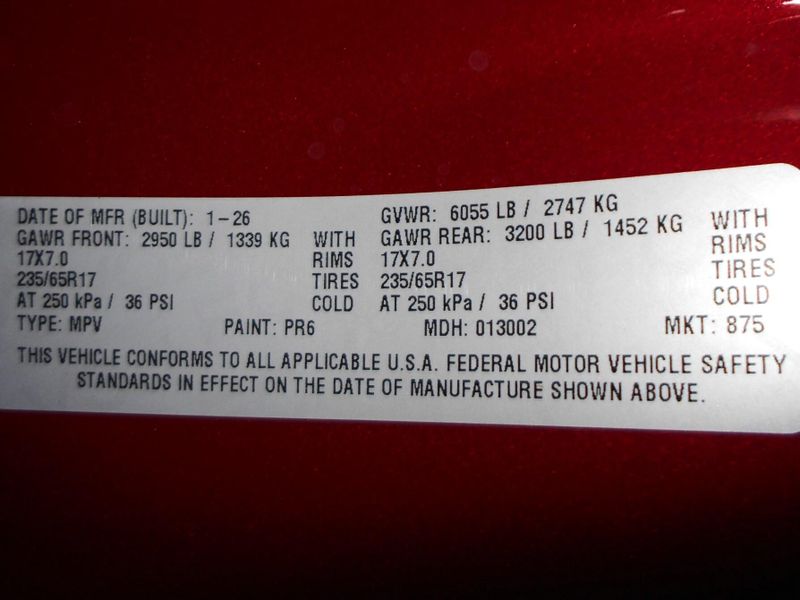 DATE OF MFR (BUILT): 1-26 GVWR: 6055 LB / 2747 KG
GAWR FRONT: 2950 LB / 1339 KG WITH GAWR REAR: 3200 LB / 1452 KG WITH
17X7.0 RIMS 17X7.0 RIMS
235/65R17 TIRES 235/65R17 TIRES
AT 250 kPa / 36 PSI COLD AT 250 kPa / 36 PSI COLD
TYPE: MPV PAINT: PR6 MDH: 013002 MKT: 875
THIS VEHICLE CONFORMS TO ALL APPLICABLE U.S.A. FEDERAL MOTOR VEHICLE SAFETY
STANDARDS IN EFFECT ON THE DATE OF MANUFACTURE SHOWN ABOVE.